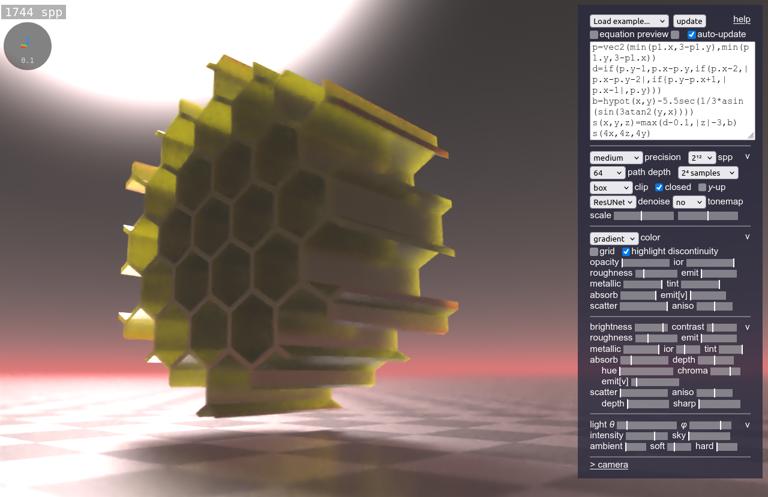 1744 spp
0.1
Load example... update help
equation preview auto-update
p=vec2(min(p1.x,3-p1.y),min(p
1.y,3-p1.x))
d=if(p.y-1,p.x-p.y,if(p.x-2,|
p.x-p.y-2|,if(p.y-p.x+1,|
p.x-1|,p.y)))
b=hypot(x,y)-5.5sec(1/3*asin
(sin(3atan2(y,x))))
s(x,y,z)=max(d-0.1,|z|-3,b)
s(4x,4z,4y)
medium precision 2¹² spp v
64 path depth 2⁴ samples
box clip closed y-up
ResUNet denoise no tonemap
scale
gradient color v
grid highlight discontinuity
opacity ior
roughness emit
metallic tint
absorb emit[v]
scatter aniso
brightness contrast v
roughness emit
metallic ior tint
absorb depth
hue chroma
emit[v]
scatter aniso
depth sharp
light θ φ v
intensity sky
ambient soft hard
> camera